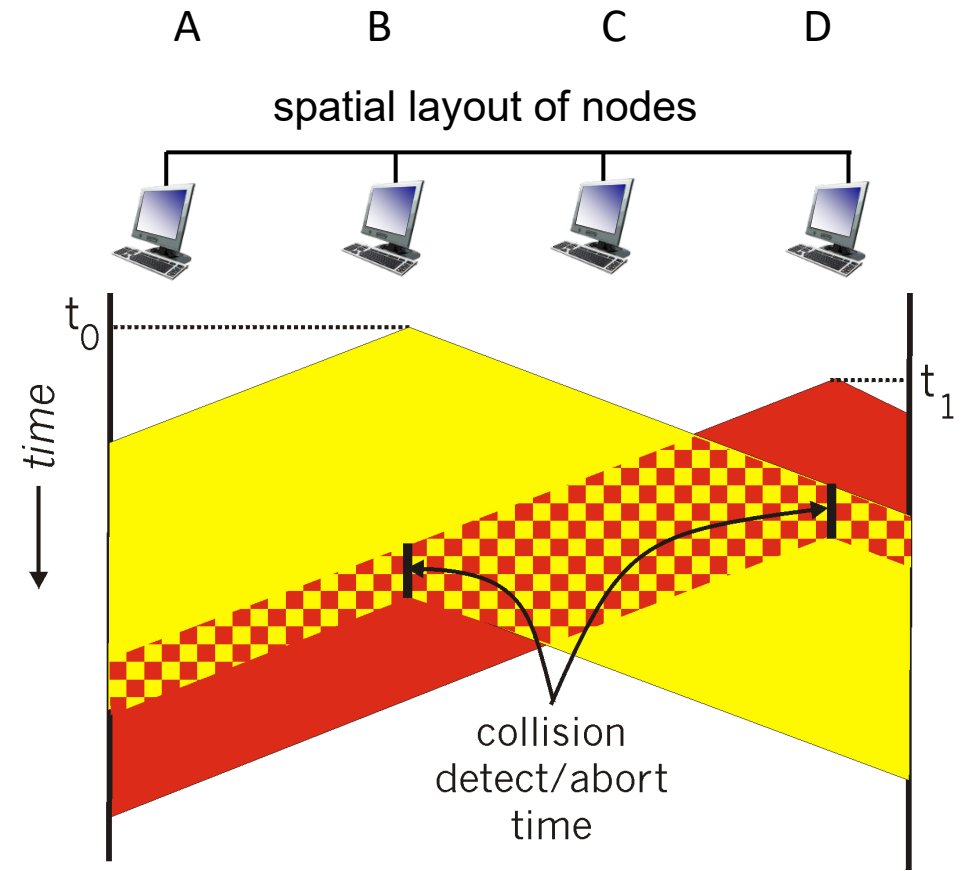 A B C D
spatial layout of nodes
t0
t1
time
collision
detect/abort
time